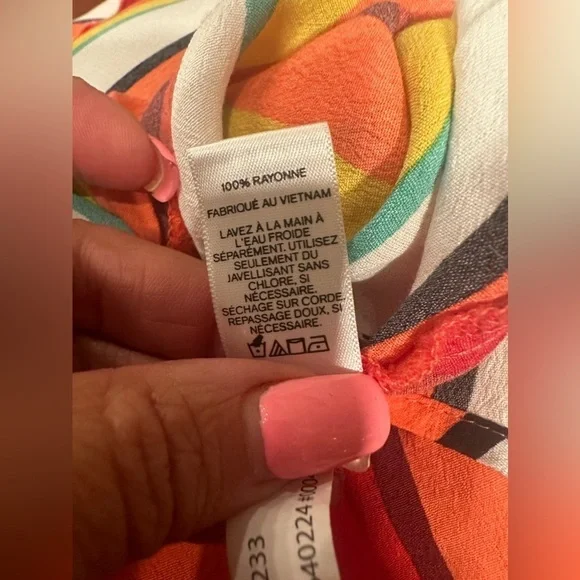 100% RAYONNE
FABRIQUÉ AU VIETNAM
LAVEZ À LA MAIN À
L'EAU FROIDE
SÉPARÉMENT. UTILISEZ
SEULEMENT DU
JAVELLISANT SANS
CHLORE, SI
NÉCESSAIRE.
SÉCHAGE SUR CORDE.
REPASSAGE DOUX, SI
NÉCESSAIRE.